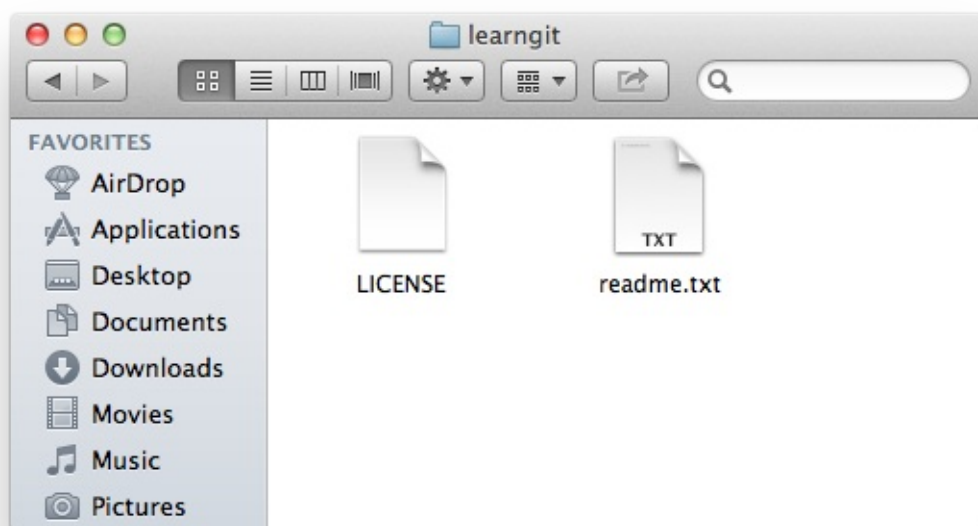 learngit
FAVORITES
AirDrop
Applications
Desktop
Documents
Downloads
Movies
Music
Pictures
TXT
LICENSE
readme.txt